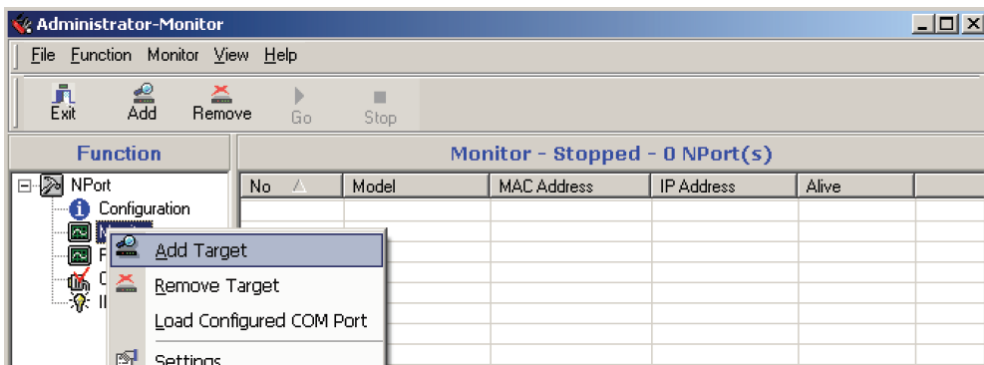 Administrator-Monitor
File Function Monitor View Help
Exit Add Remove Go Stop
Function
Monitor - Stopped - 0 NPort(s)
NPort
Configuration
No Model MAC Address IP Address Alive
Add Target
Remove Target
Load Configured COM Port
Settings